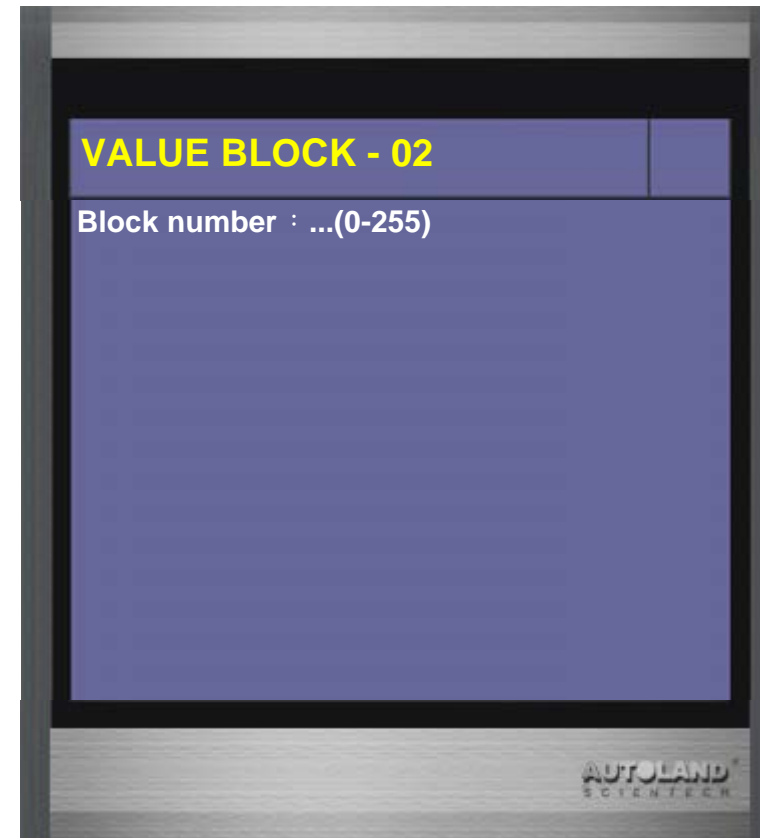 VALUE BLOCK - 02
Block number：...(0-255)
AUTOLAND
SCIENTECH